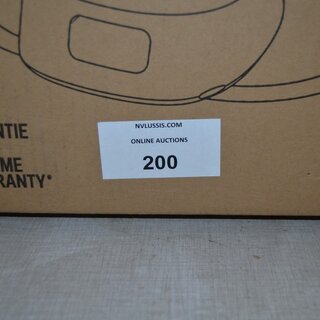 NVLUSSIS.COM
ONLINE AUCTIONS
200
NTIE
ME
RANTY*